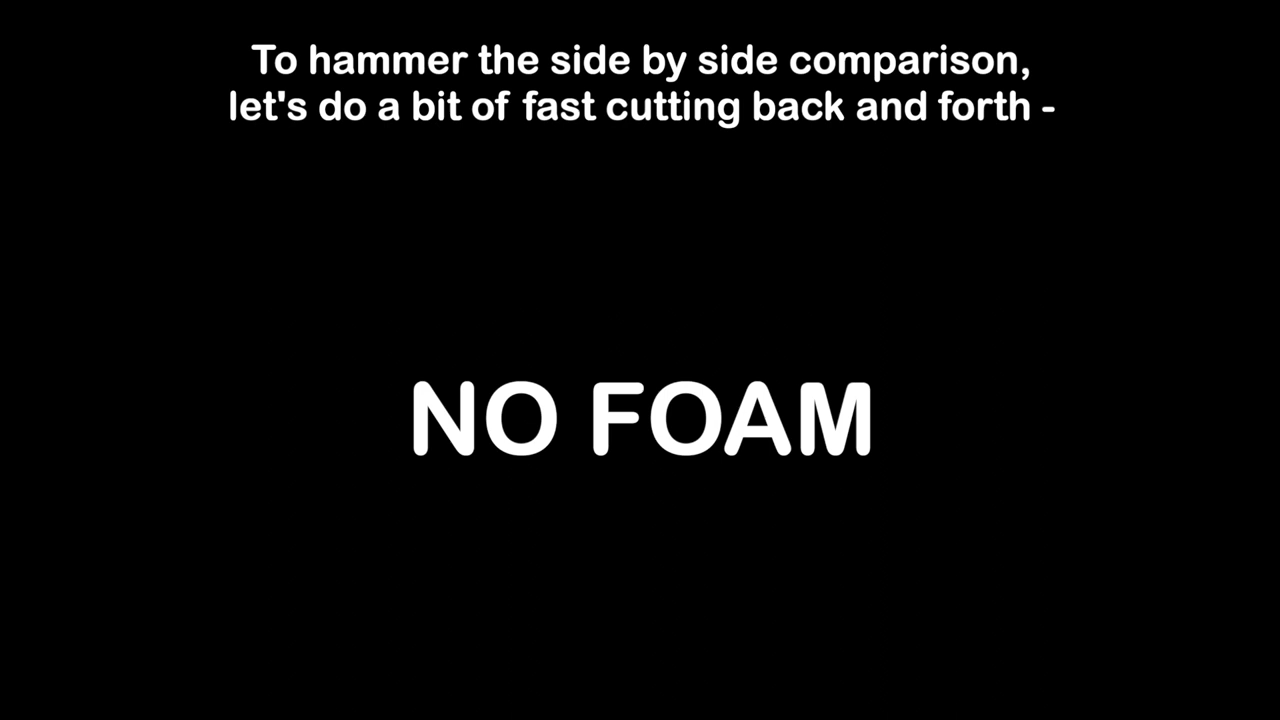 To hammer the side by side comparison,
let's do a bit of fast cutting back and forth -
NO FOAM